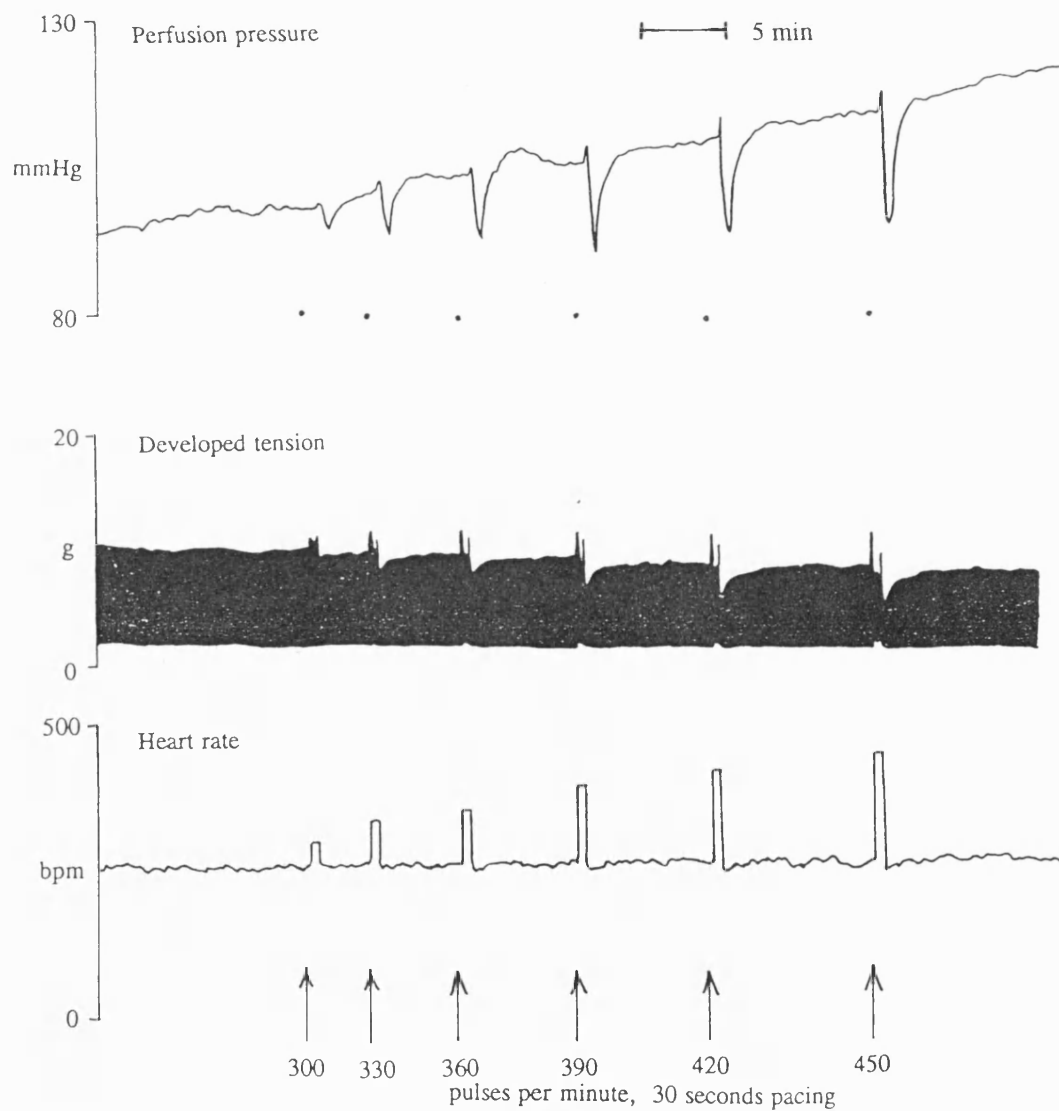 130
Perfusion pressure
5 min
mmHg
80
20
Developed tension
g
0
500
Heart rate
bpm
0
300 330 360 390 420 450
pulses per minute, 30 seconds pacing